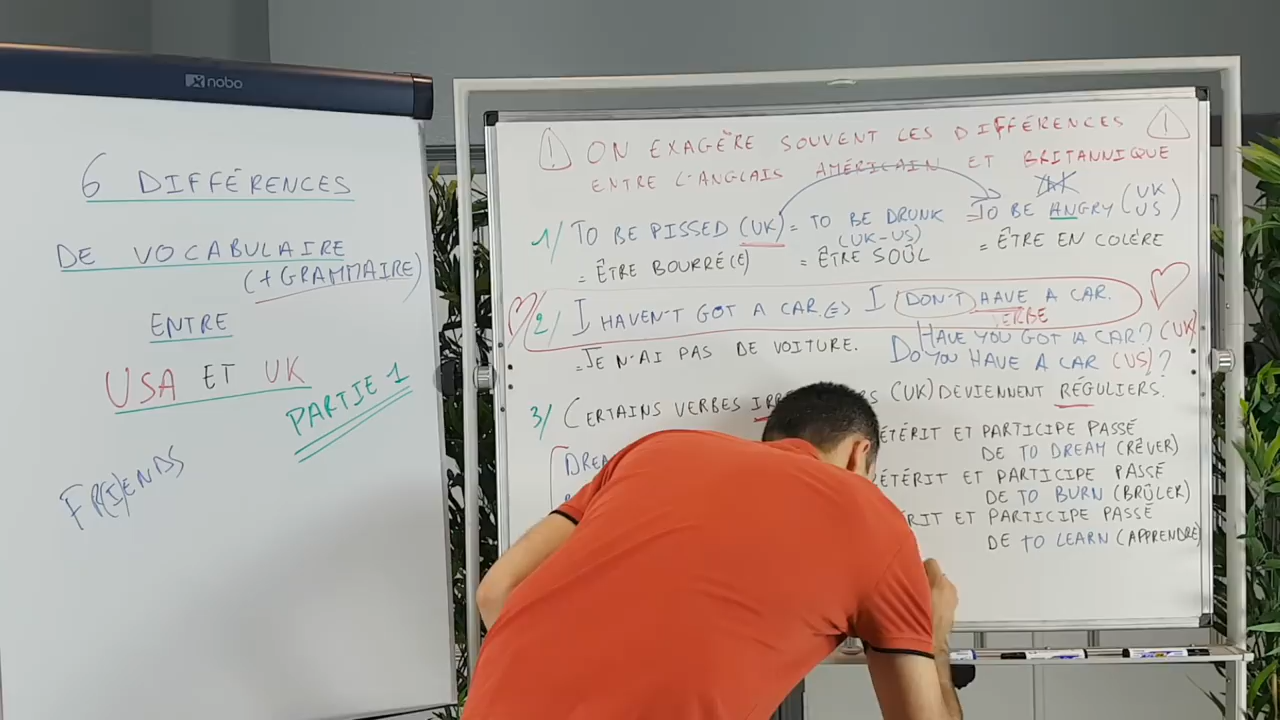 nobo
6 DIFFÉRENCES
DE VOCABULAIRE
(+GRAMMAIRE)
ENTRE
USA ET UK
PARTIE 1
FR(I)ENDS
ON EXAGÈRE SOUVENT LES DIFFÉRENCES
ENTRE L'ANGLAIS AMÉRICAIN ET BRITANNIQUE
1/ TO BE PISSED (UK) = TO BE DRUNK = TO BE ANGRY (UK US)
(UK-US)
= ÊTRE BOURRÉ(E) = ÊTRE SOÛL = ÊTRE EN COLÈRE
2/ I HAVEN'T GOT A CAR. I DON'T HAVE A CAR.
VERBE
= JE N'AI PAS DE VOITURE.
HAVE YOU GOT A CAR? (UK)
DO YOU HAVE A CAR (US)?
3/ CERTAINS VERBES (UK) DEVIENNENT RÉGULIERS.
ET PARTICIPE PASSÉ
DE TO DREAM (RÊVER)
ET PARTICIPE PASSÉ
DE TO BURN (BRÛLER)
ET PARTICIPE PASSÉ
DE TO LEARN (APPRENDRE)